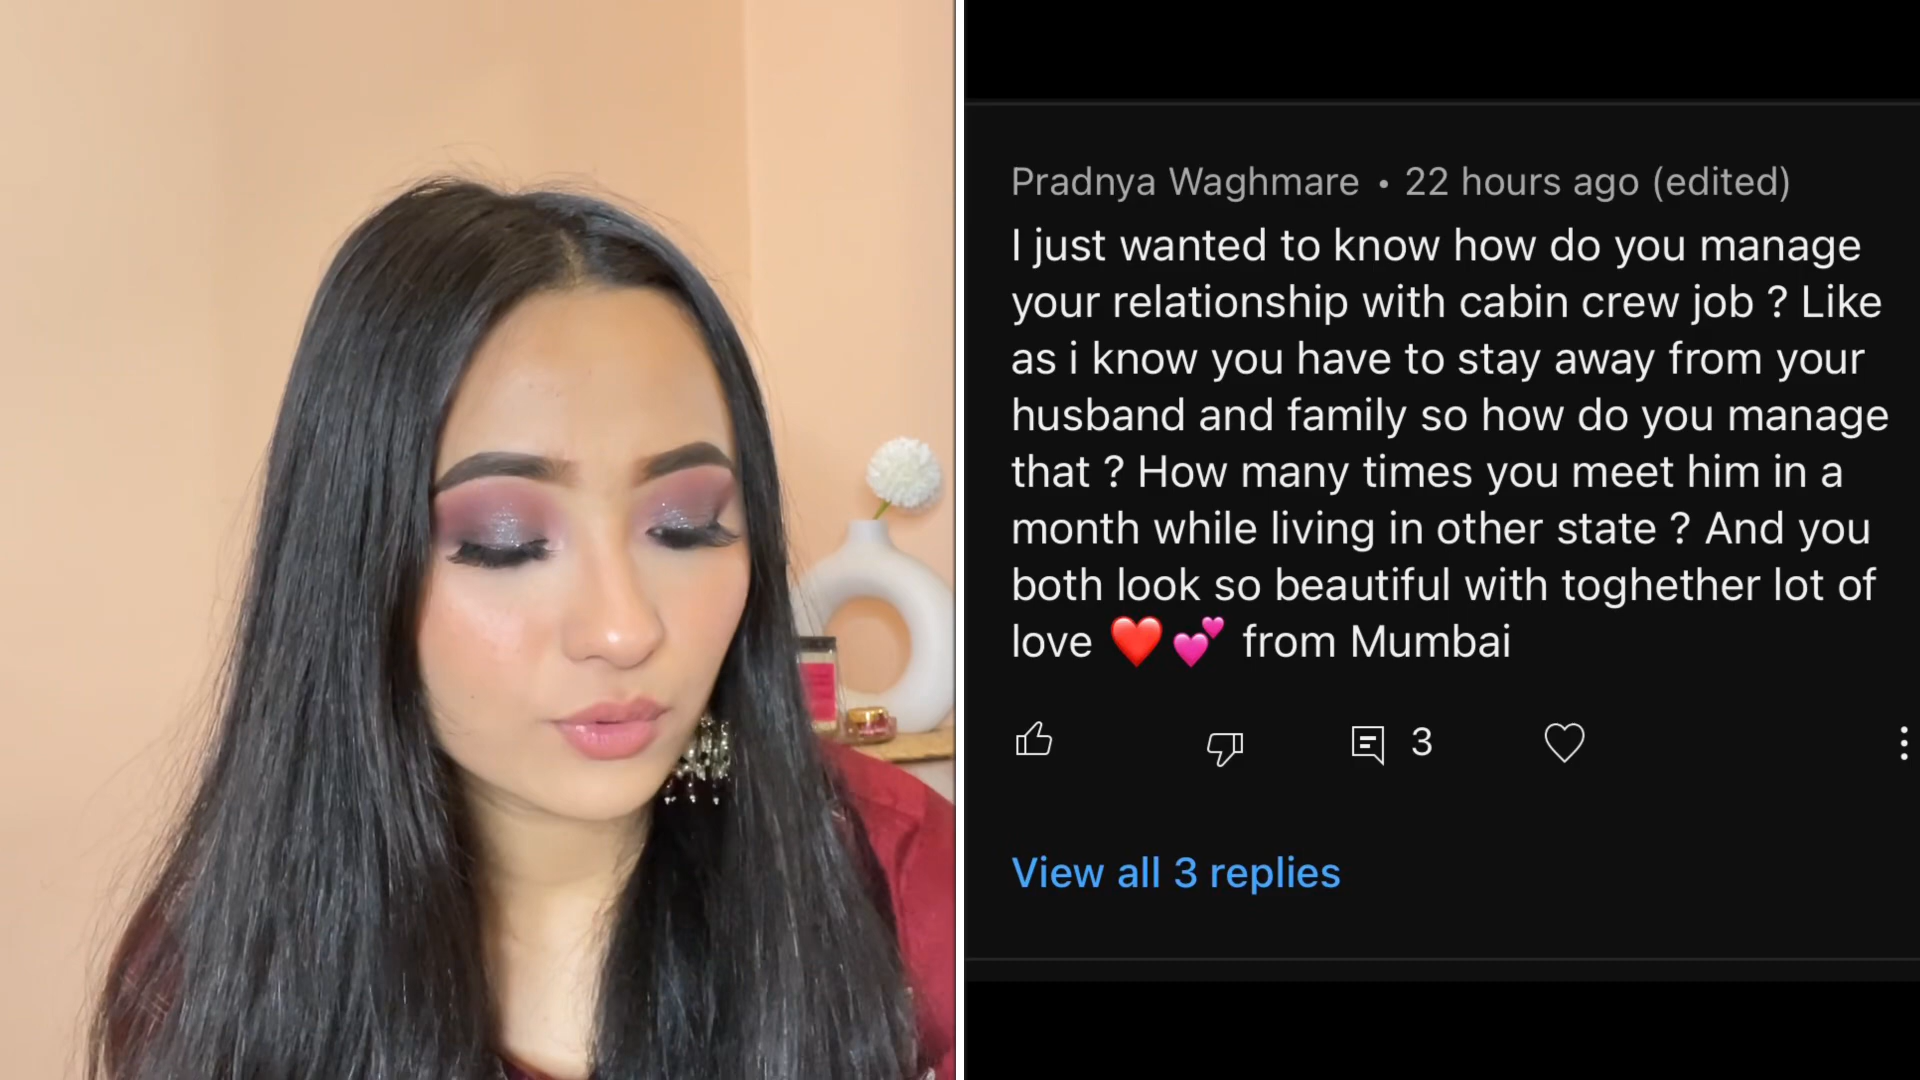 Pradnya Waghmare • 22 hours ago (edited)
I just wanted to know how do you manage
your relationship with cabin crew job ? Like
as i know you have to stay away from your
husband and family so how do you manage
that ? How many times you meet him in a
month while living in other state ? And you
both look so beautiful with toghether lot of
love ❤️💕 from Mumbai
3
View all 3 replies